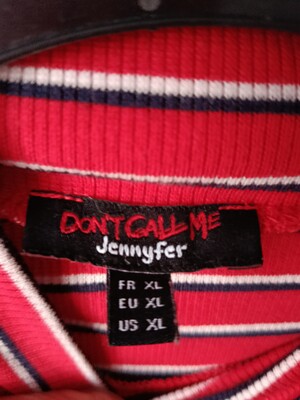 DON'T CALL ME
Jennyfer
FR XL
EU XL
US XL